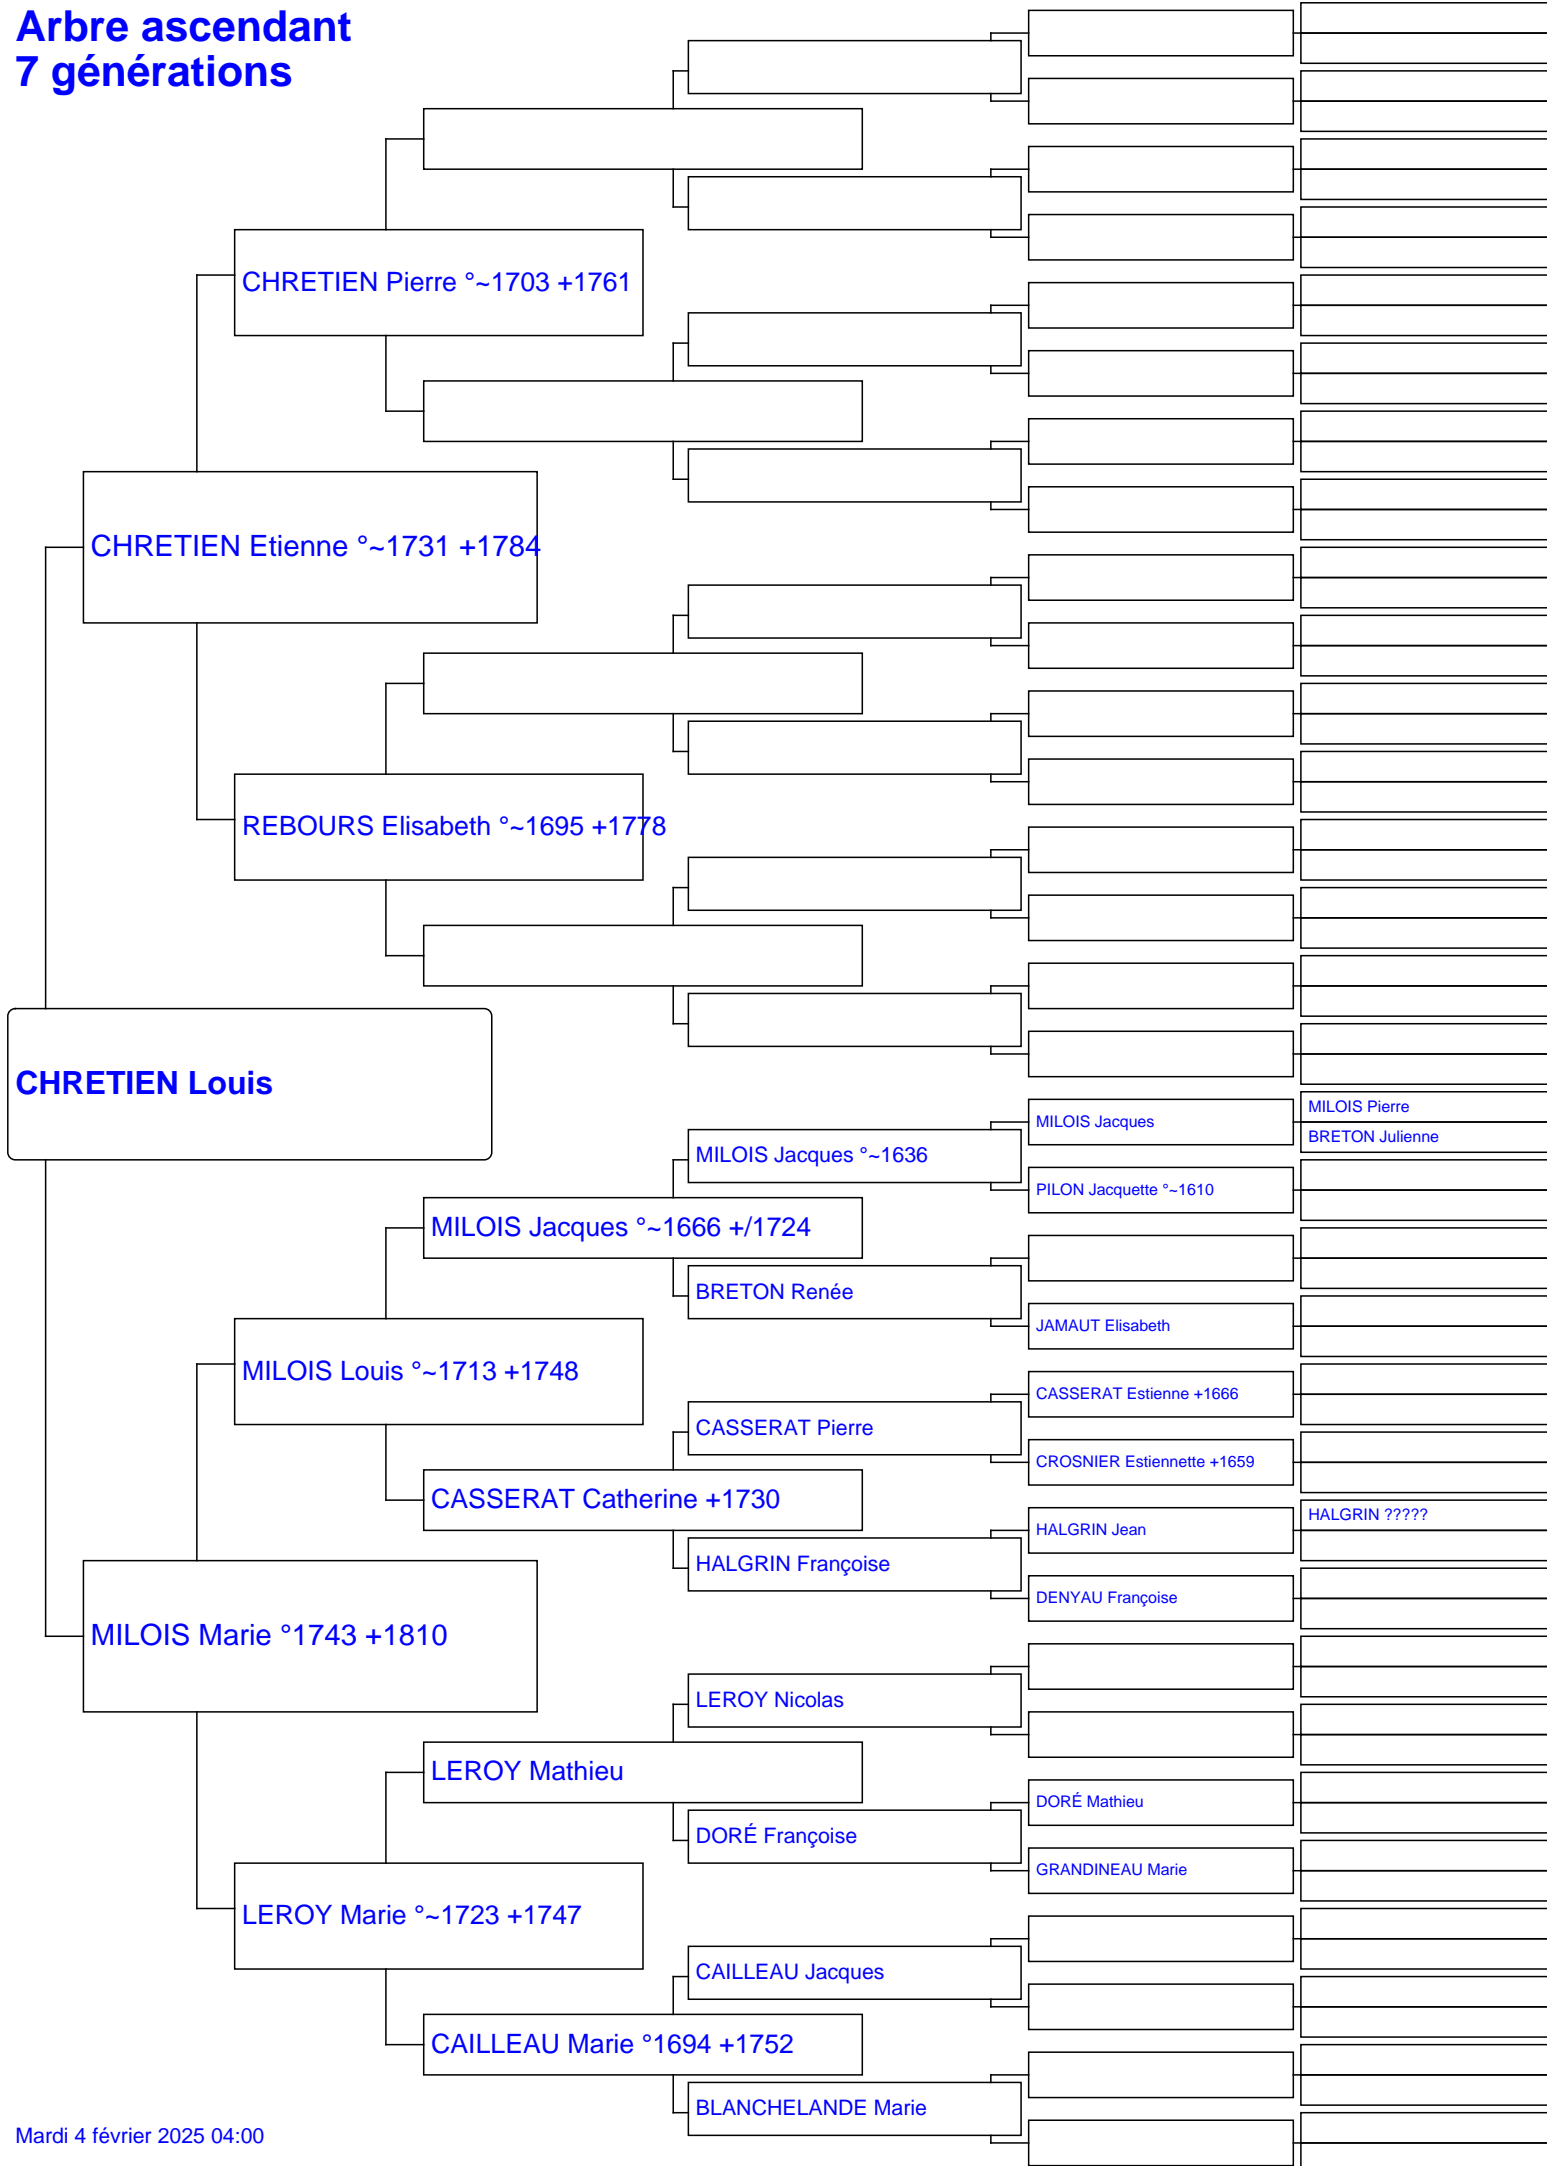 Arbre ascendant
7 générations
CHRETIEN Pierre °~1703 +1761
CHRETIEN Etienne °~1731 +1784
REBOURS Elisabeth °~1695 +1778
CHRETIEN Louis
MILOIS Pierre
MILOIS Jacques
BRETON Julienne
MILOIS Jacques °~1636
PILON Jacquette °~1610
MILOIS Jacques °~1666 +/1724
BRETON Renée
JAMAUT Elisabeth
MILOIS Louis °~1713 +1748
CASSERAT Estienne +1666
CASSERAT Pierre
CROSNIER Estiennette +1659
CASSERAT Catherine +1730
HALGRIN ?????
HALGRIN Jean
HALGRIN Françoise
DENYAU Françoise
MILOIS Marie °1743 +1810
LEROY Nicolas
LEROY Mathieu
DORÉ Mathieu
DORÉ Françoise
GRANDINEAU Marie
LEROY Marie °~1723 +1747
CAILLEAU Jacques
CAILLEAU Marie °1694 +1752
BLANCHELANDE Marie
Mardi 4 février 2025 04:00